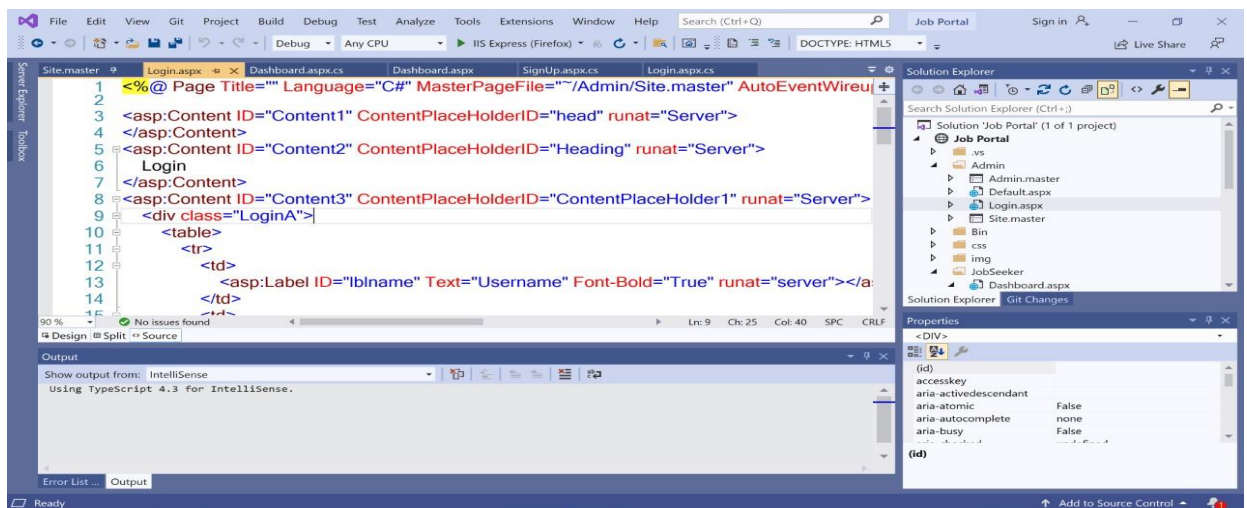 File Edit View Git Project Build Debug Test Analyze Tools Extensions Window Help Search (Ctrl+Q) Job Portal Sign in
Debug Any CPU IIS Express (Firefox) DOCTYPE: HTML5 Live Share
Server Explorer
Toolbox
Site.master Login.aspx Dashboard.aspx.cs Dashboard.aspx SignUp.aspx.cs Login.aspx.cs
1 <%@ Page Title="" Language="C#" MasterPageFile="~/Admin/Site.master" AutoEventWireu
2
3 <asp:Content ID="Content1" ContentPlaceHolderID="head" runat="Server">
4 </asp:Content>
5 <asp:Content ID="Content2" ContentPlaceHolderID="Heading" runat="Server">
6 Login
7 </asp:Content>
8 <asp:Content ID="Content3" ContentPlaceHolderID="ContentPlaceHolder1" runat="Server">
9 <div class="LoginA">
10 <table>
11 <tr>
12 <td>
13 <asp:Label ID="lblname" Text="Username" Font-Bold="True" runat="server"></a
14 </td>
15 <td>
90 % No issues found Ln: 9 Ch: 25 Col: 40 SPC CRLF
Design Split Source
Output
Show output from: IntelliSense
Using TypeScript 4.3 for IntelliSense.
Error List ... Output
Solution Explorer
Search Solution Explorer (Ctrl+;)
Solution 'Job Portal' (1 of 1 project)
Job Portal
.vs
Admin
Admin.master
Default.aspx
Login.aspx
Site.master
Bin
css
img
JobSeeker
Dashboard.aspx
Solution Explorer Git Changes
Properties
<DIV>
(id)
accesskey
aria-activedescendant
aria-atomic False
aria-autocomplete none
aria-busy False
(id)
Ready Add to Source Control 1